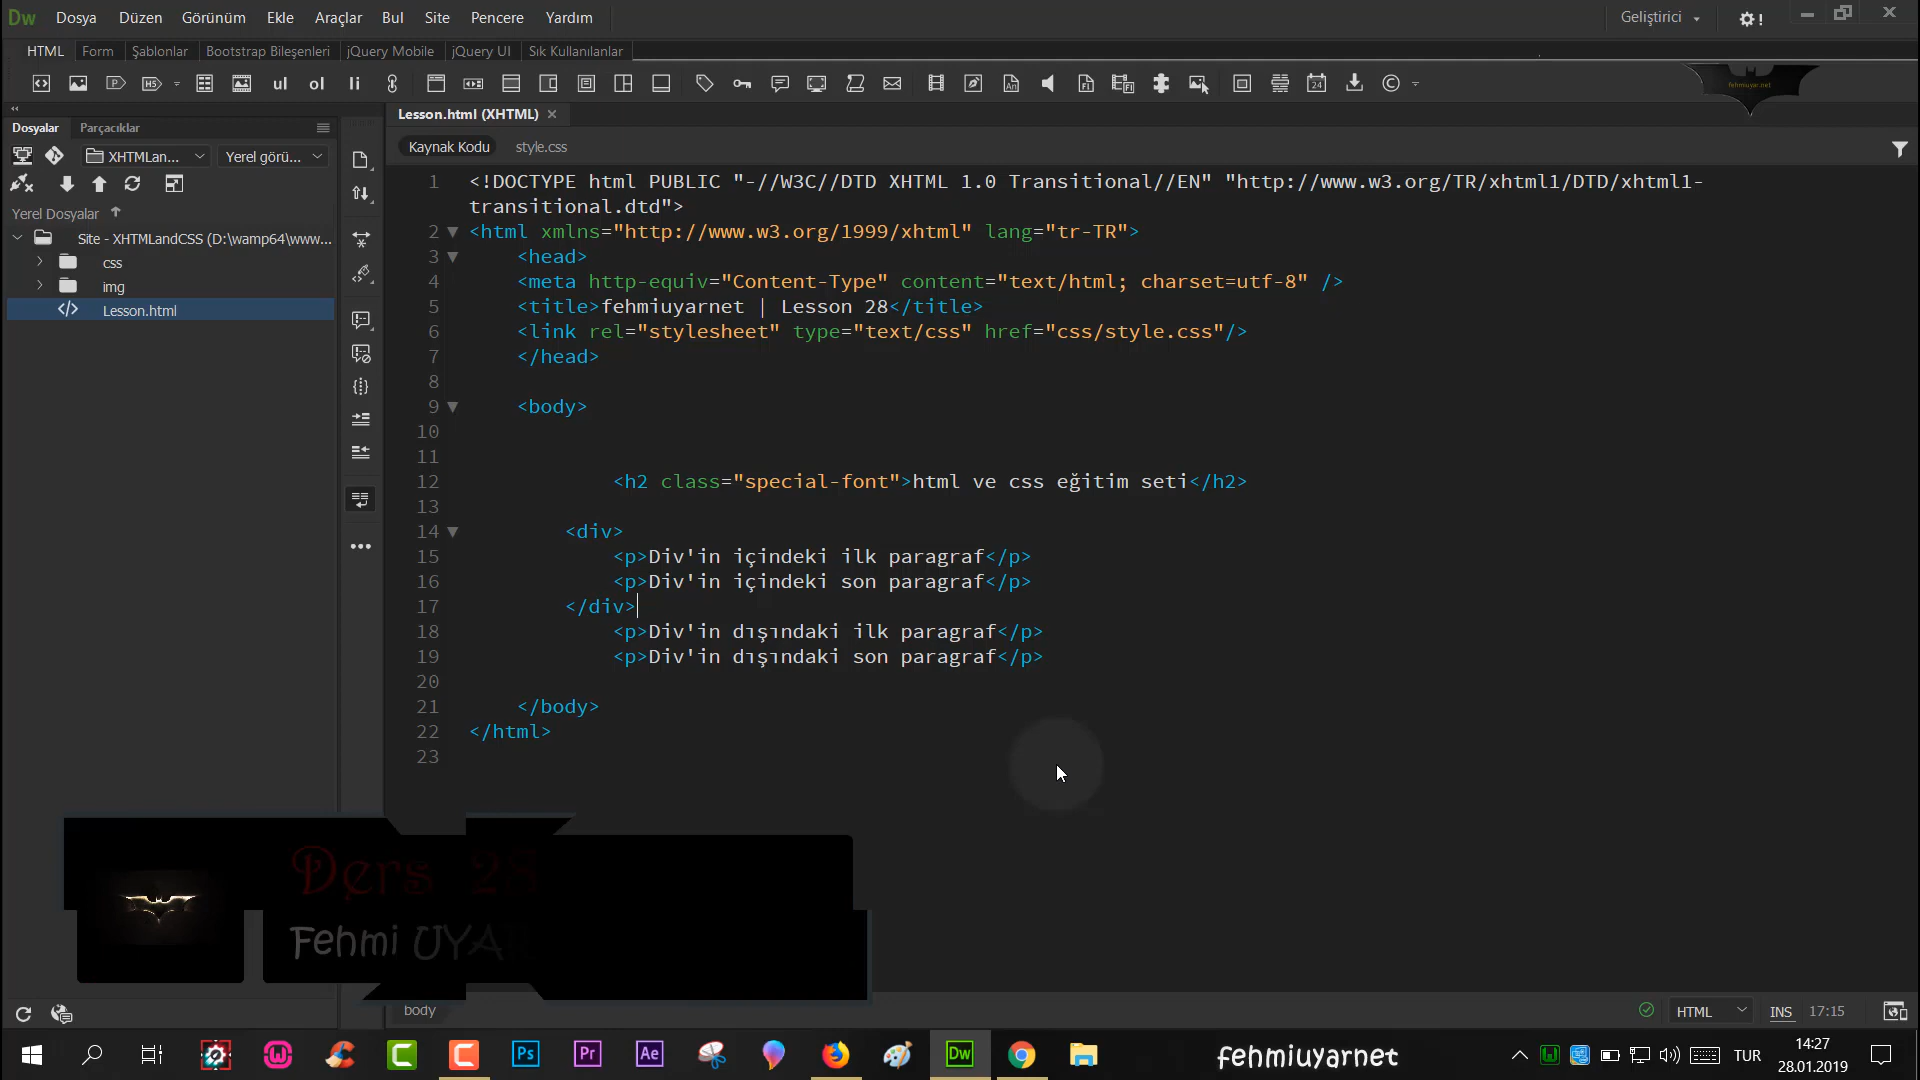 Dw Dosya Düzen Görünüm Ekle Araçlar Bul Site Pencere Yardım Geliştirici
HTML Form Şablonlar Bootstrap Bileşenleri jQuery Mobile jQuery UI Sık Kullanılanlar
ul ol li
fehmiuyar.net
Dosyalar Parçacıklar
Lesson.html (XHTML)
XHTMLan... Yerel görü...
Kaynak Kodu style.css
Yerel Dosyalar
Site - XHTMLandCSS (D:\wamp64\www...
css
img
Lesson.html
1 <!DOCTYPE html PUBLIC "-//W3C//DTD XHTML 1.0 Transitional//EN" "http://www.w3.org/TR/xhtml1/DTD/xhtml1-
transitional.dtd">
2 <html xmlns="http://www.w3.org/1999/xhtml" lang="tr-TR">
3 <head>
4 <meta http-equiv="Content-Type" content="text/html; charset=utf-8" />
5 <title>fehmiuyarnet | Lesson 28</title>
6 <link rel="stylesheet" type="text/css" href="css/style.css"/>
7 </head>
8
9 <body>
10
11
12 <h2 class="special-font">html ve css eğitim seti</h2>
13
14 <div>
15 <p>Div'in içindeki ilk paragraf</p>
16 <p>Div'in içindeki son paragraf</p>
17 </div>
18 <p>Div'in dışındaki ilk paragraf</p>
19 <p>Div'in dışındaki son paragraf</p>
20
21 </body>
22 </html>
23
Ders 28
Fehmi UYAR
body HTML INS 17:15
Ps Pr Ae Dw fehmiuyarnet TUR 14:27
28.01.2019